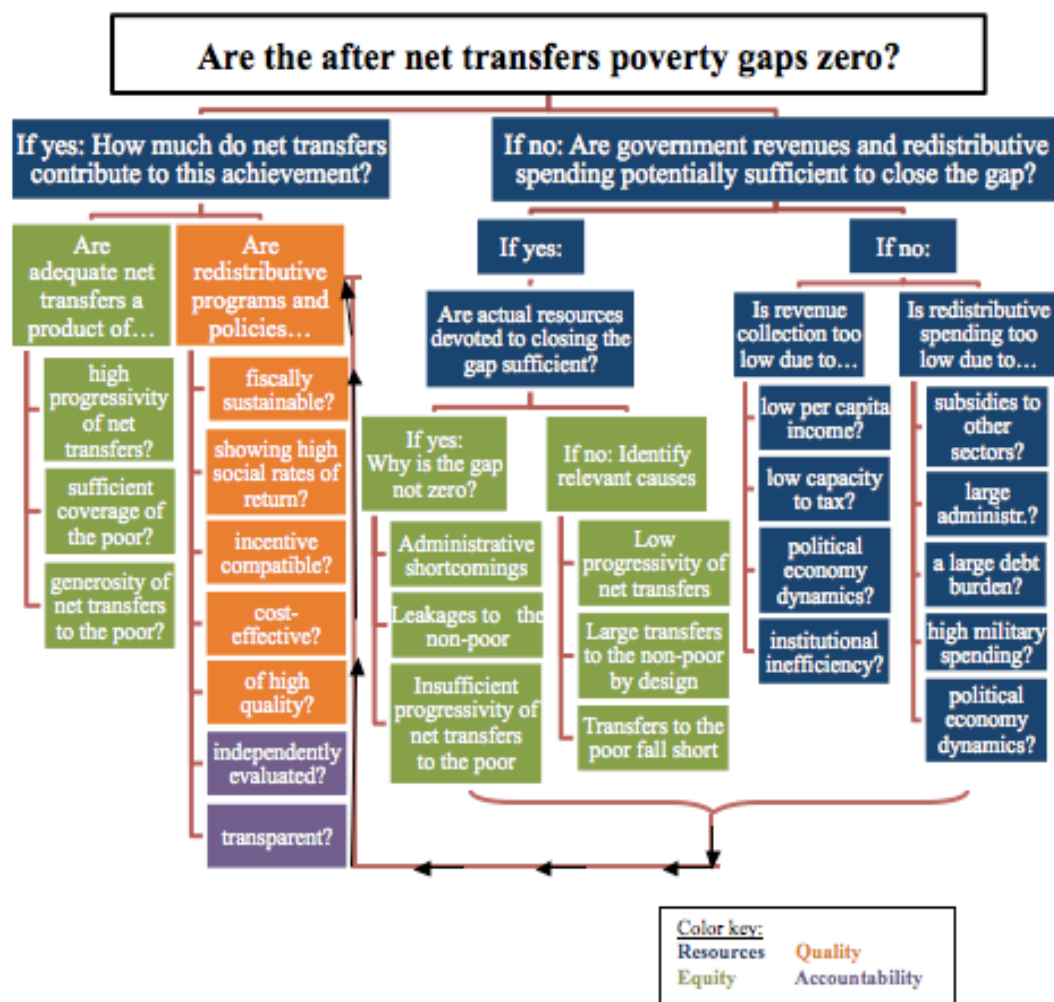 Are the after net transfers poverty gaps zero?
If yes: How much do net transfers
contribute to this achievement?
If no: Are government revenues and redistributive
spending potentially sufficient to close the gap?
Are
adequate net
transfers a
product of…
high
progressivity
of net
transfers?
sufficient
coverage of
the poor?
generosity of
net transfers
to the poor?
Are
redistributive
programs and
policies…
fiscally
sustainable?
showing high
social rates of
return?
incentive
compatible?
cost-
effective?
of high
quality?
independently
evaluated?
transparent?
If yes:
Are actual resources
devoted to closing the
gap sufficient?
If yes:
Why is the gap
not zero?
Administrative
shortcomings
Leakages to the
non-poor
Insufficient
progressivity of
net transfers
to the poor
If no: Identify
relevant causes
Low
progressivity of
net transfers
Large transfers
to the non-poor
by design
Transfers to the
poor fall short
If no:
Is revenue
collection too
low due to…
low per capita
income?
low capacity
to tax?
political
economy
dynamics?
institutional
inefficiency?
Is redistributive
spending too
low due to…
subsidies to
other
sectors?
large
administr.?
a large debt
burden?
high military
spending?
political
economy
dynamics?
Color key:
Resources Quality
Equity Accountability